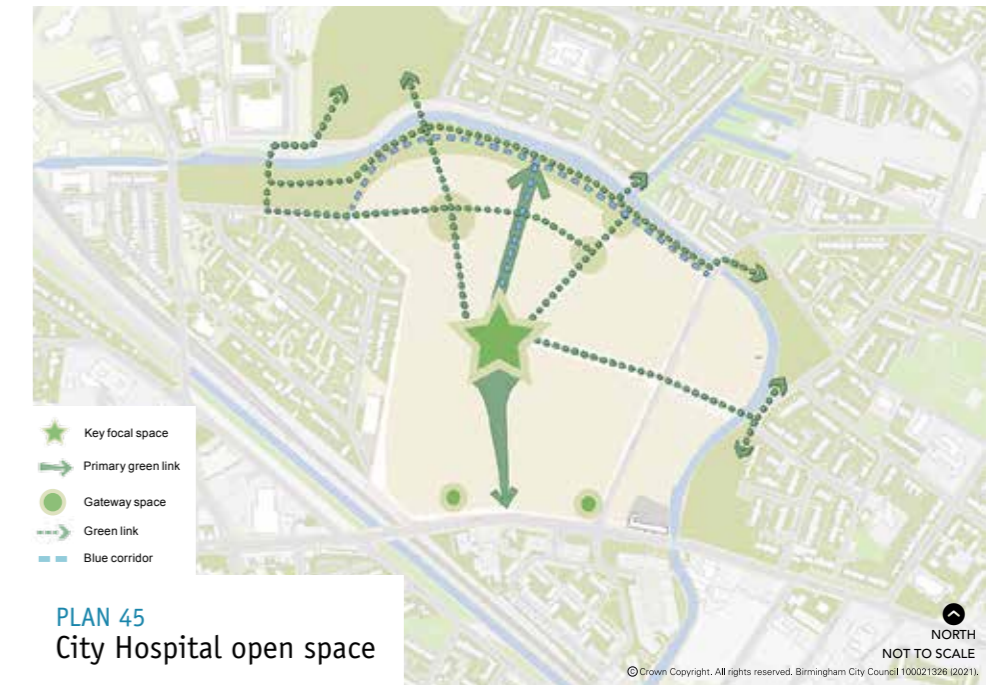 Key focal space
Primary green link
Gateway space
Green link
Blue corridor
PLAN 45
City Hospital open space
NORTH
NOT TO SCALE
© Crown Copyright. All rights reserved. Birmingham City Council 100021326 (2021).